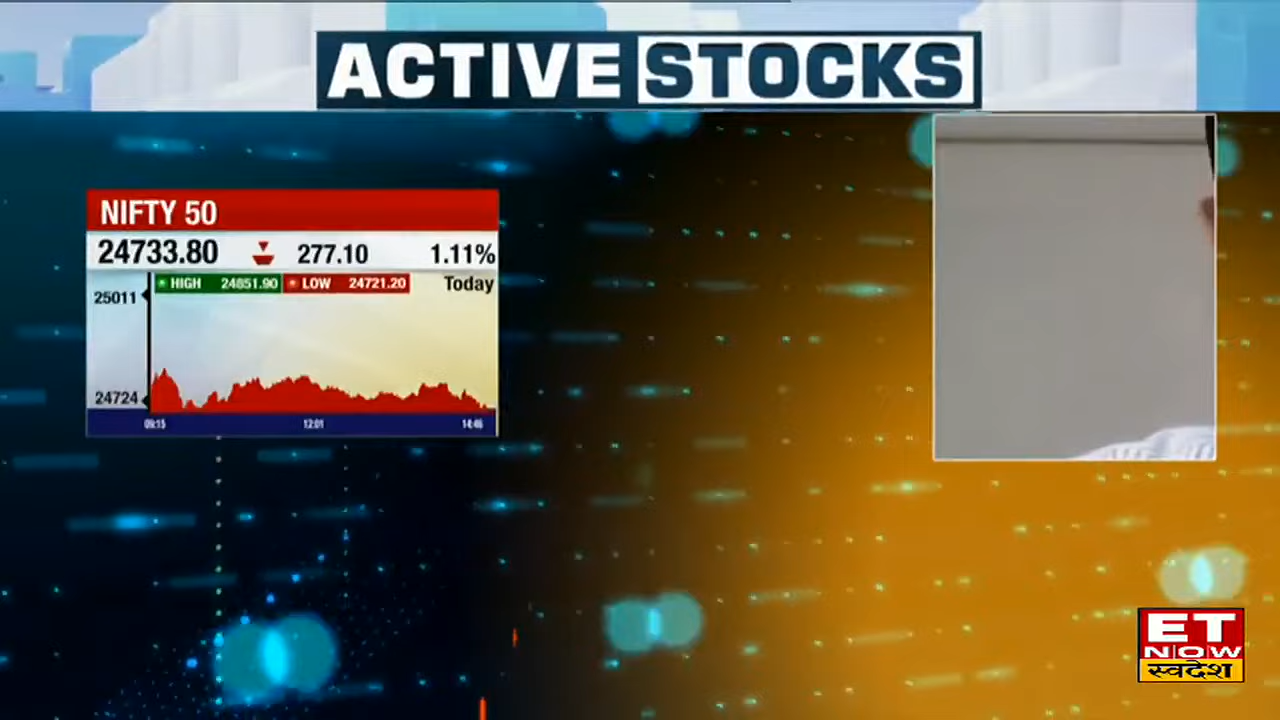 ACTIVE STOCKS
NIFTY 50
24733.80 277.10 1.11%
HIGH 24851.90 LOW 24721.20 Today
25011
24724
09:15 12:01 14:46
ET
NOW
स्वदेश